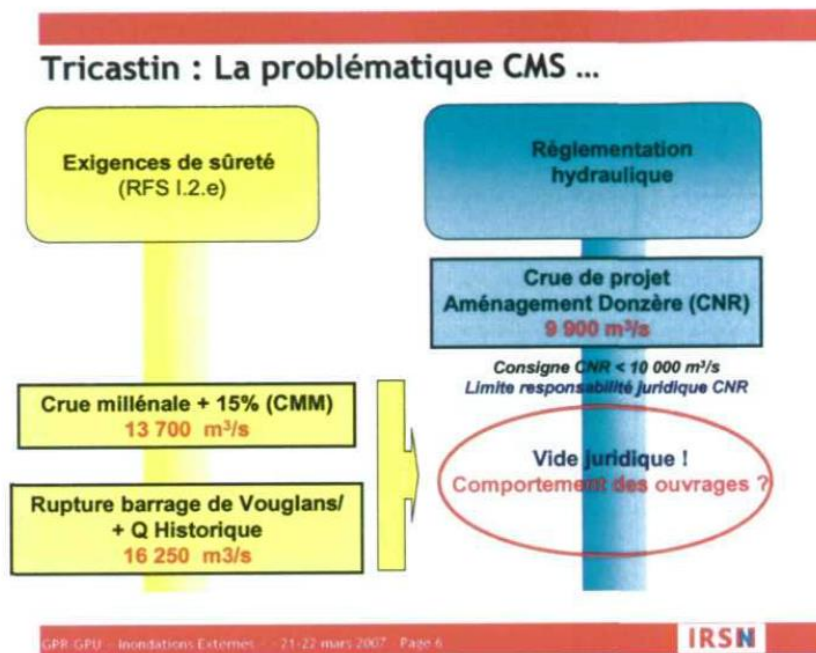 Tricastin : La problématique CMS ...
Exigences de sûreté
(RFS I.2.e)
Crue millénale + 15% (CMM)
13 700 m³/s
Rupture barrage de Vouglans/
+ Q Historique
16 250 m3/s
Règlementation
hydraulique
Crue de projet
Aménagement Donzère (CNR)
9 900 m³/s
Consigne CNR < 10 000 m³/s
Limite responsabilité juridique CNR
Vide juridique !
Comportement des ouvrages ?
GPR GPU - Inondations Externes - - 21-22 mars 2007 Page 6
IRSN